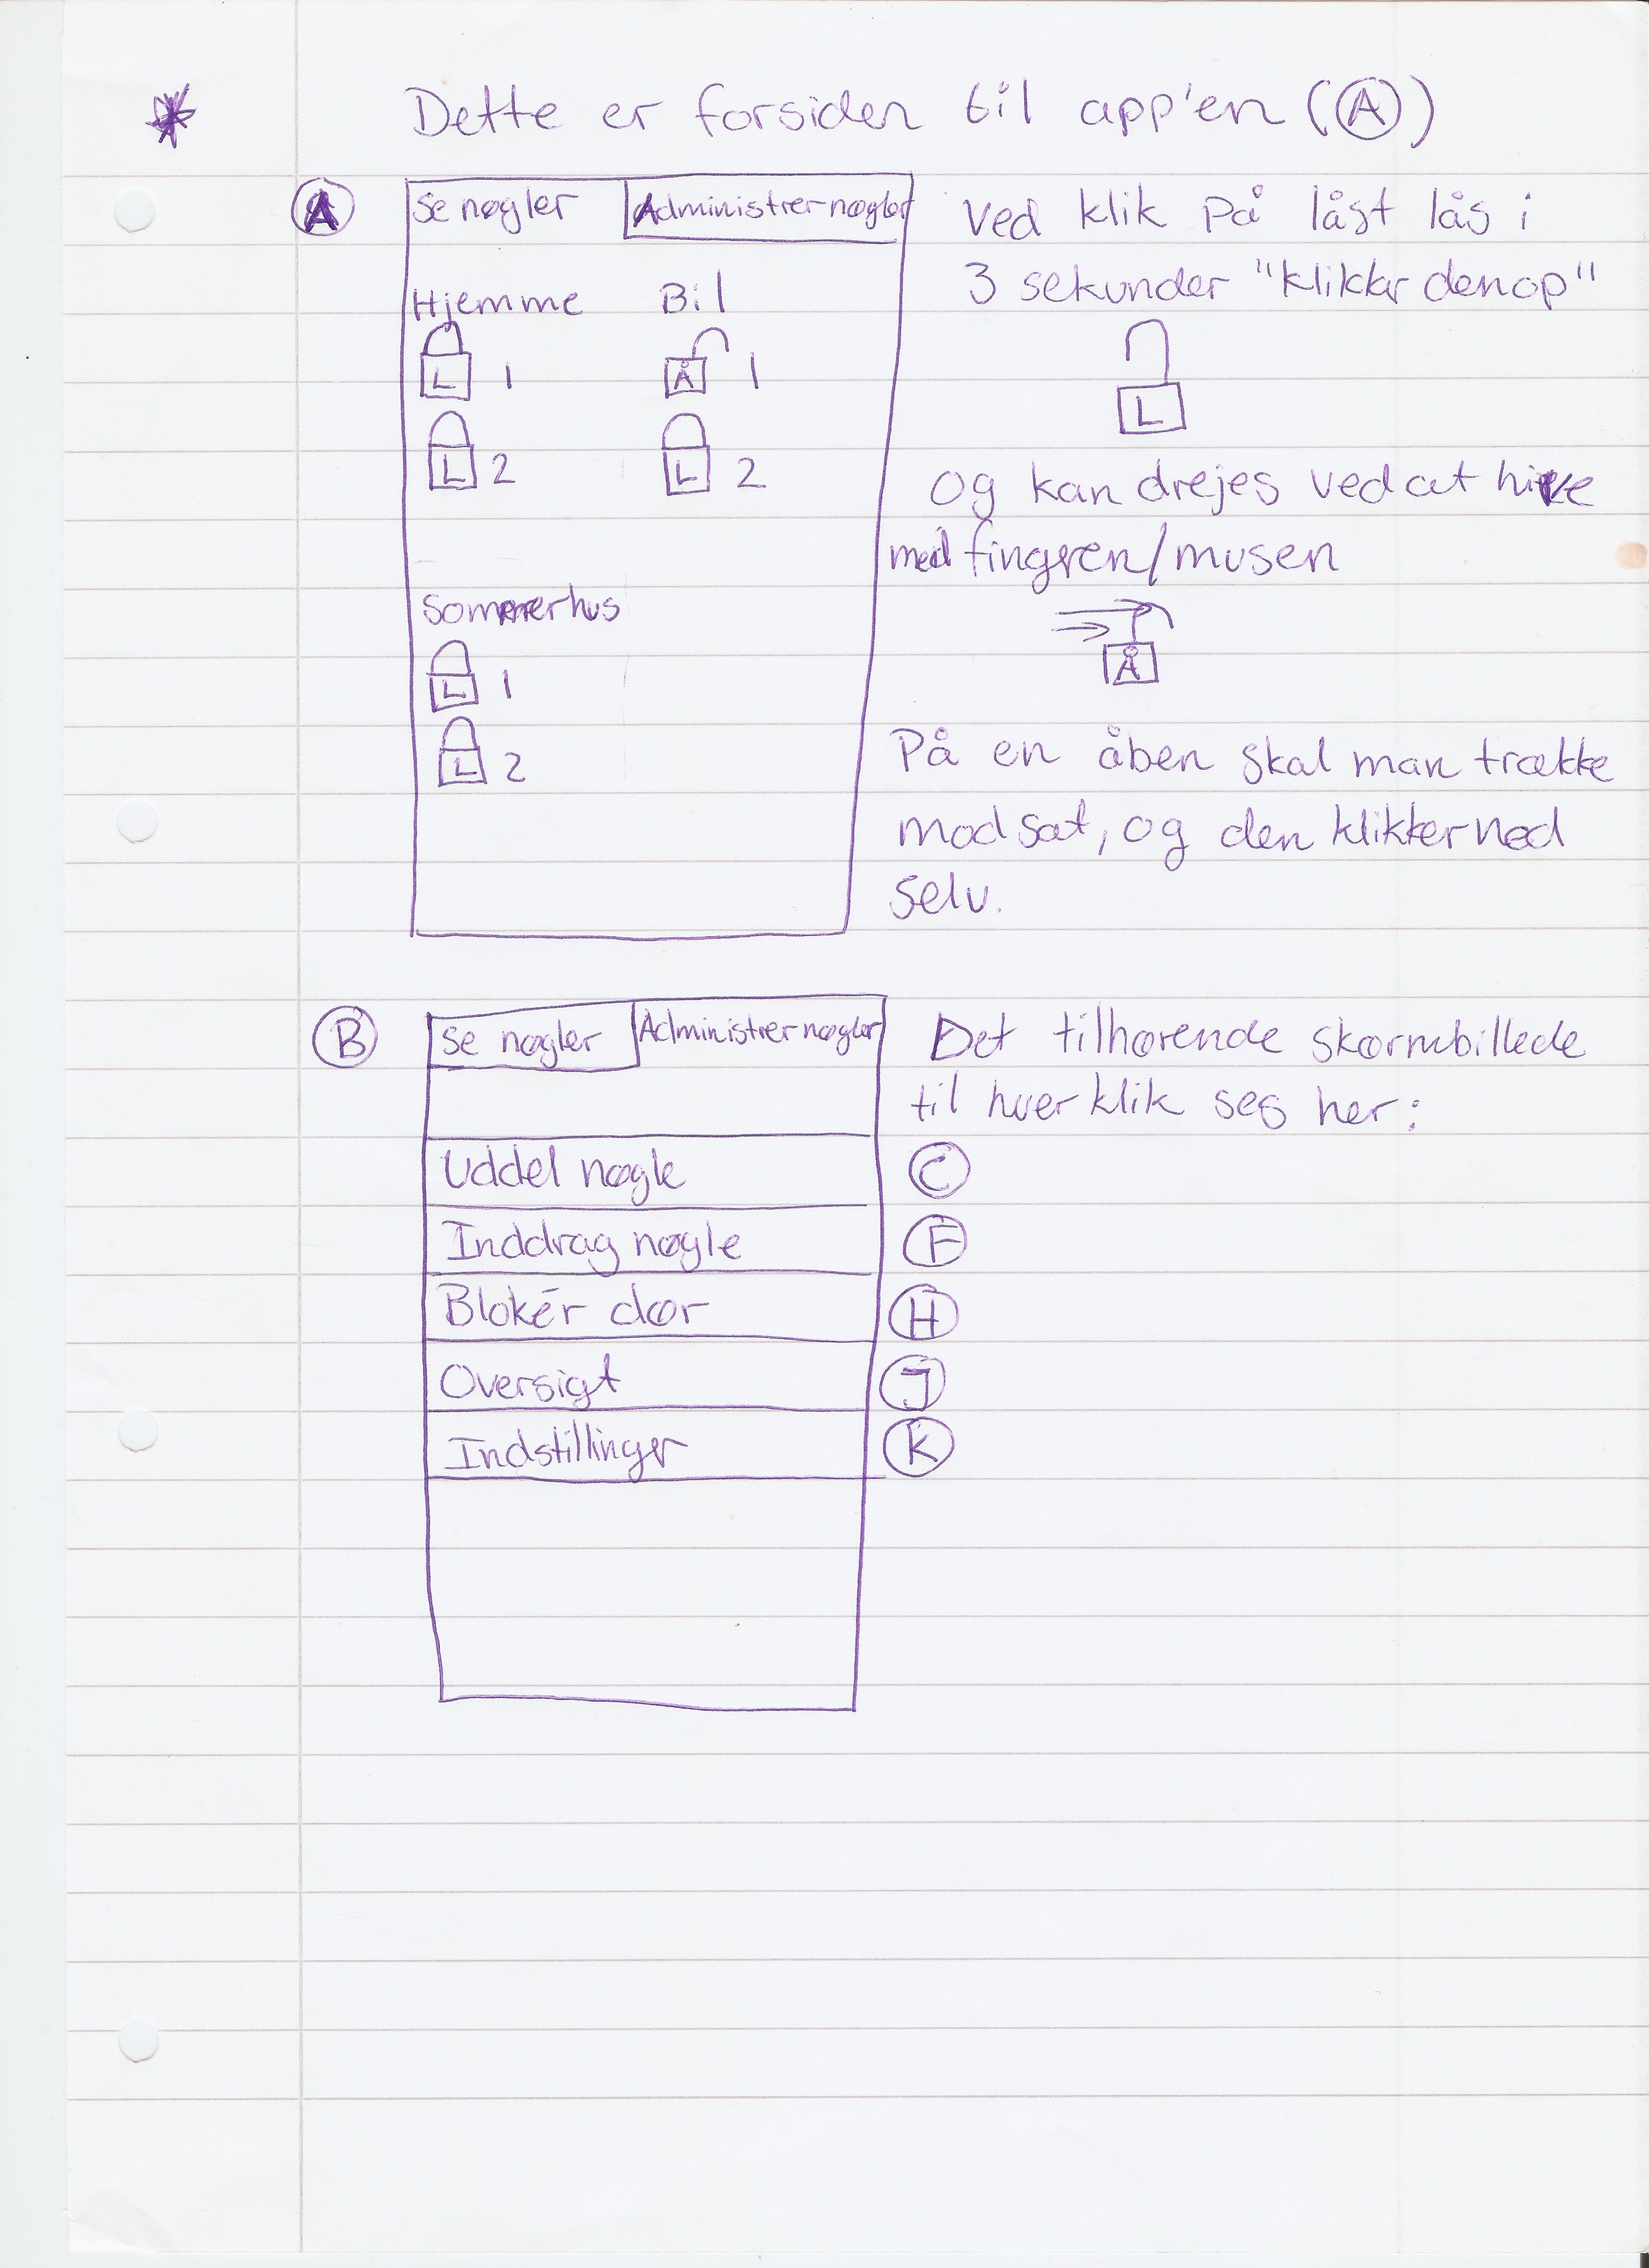 * Dette er forsiden til app'en (A)
A
Se nøgler Administrer nøgler
Hjemme Bil
L 1 Å 1
L 2 L 2
Sommerhus
L 1
L 2
Ved klik På låst lås i
3 sekunder "klikker den op"
L
og kan drejes ved at hive
med fingren/musen
Å
På en åben skal man trække
modsat, og den klikker ned
selv.
B
Se nøgler Administrer nøgler
Uddel nøgle
Inddrag nøgle
Blokér dør
Oversigt
Indstillinger
Det tilhørende skærmbillede
til hver klik ses her:
C
F
H
J
K